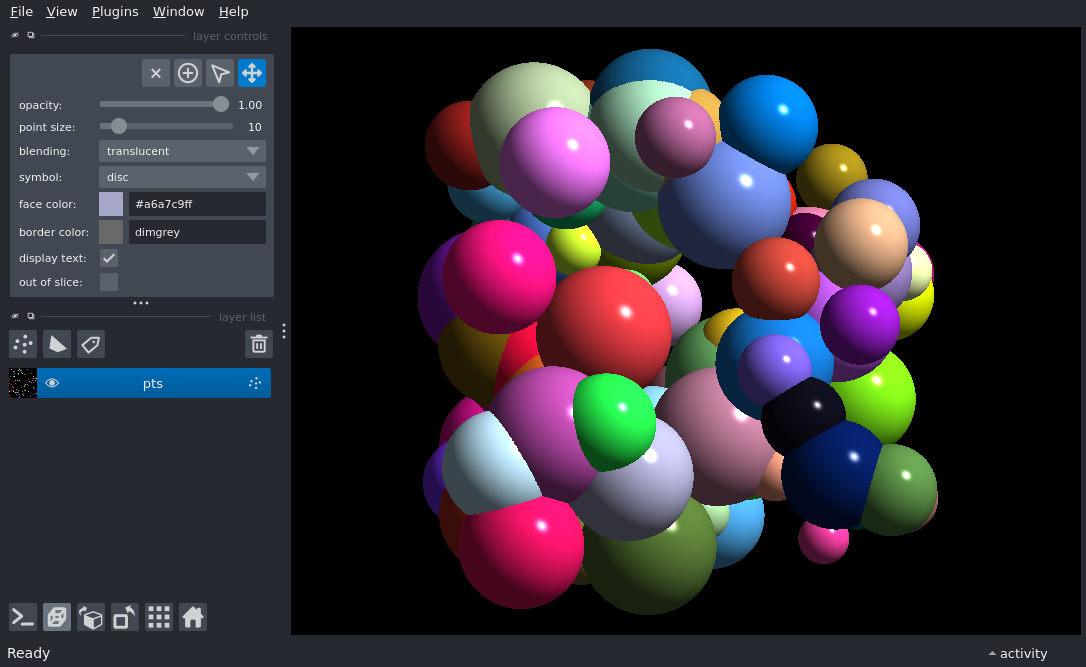 File View Plugins Window Help
layer controls
opacity: 1.00
point size: 10
blending: translucent
symbol: disc
face color: #a6a7c9ff
border color: dimgrey
display text:
out of slice:
layer list
pts
Ready activity